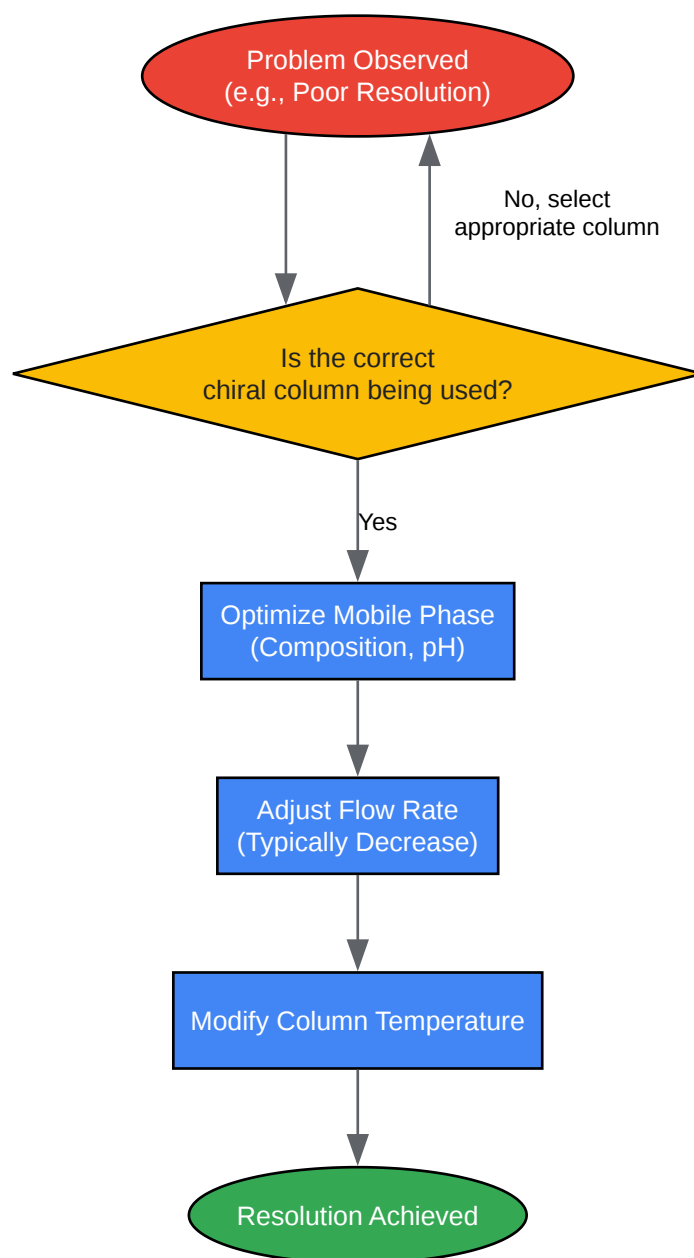 Problem Observed
(e.g., Poor Resolution)
No, select
appropriate column
Is the correct
chiral column being used?
Yes
Optimize Mobile Phase
(Composition, pH)
Adjust Flow Rate
(Typically Decrease)
Modify Column Temperature
Resolution Achieved